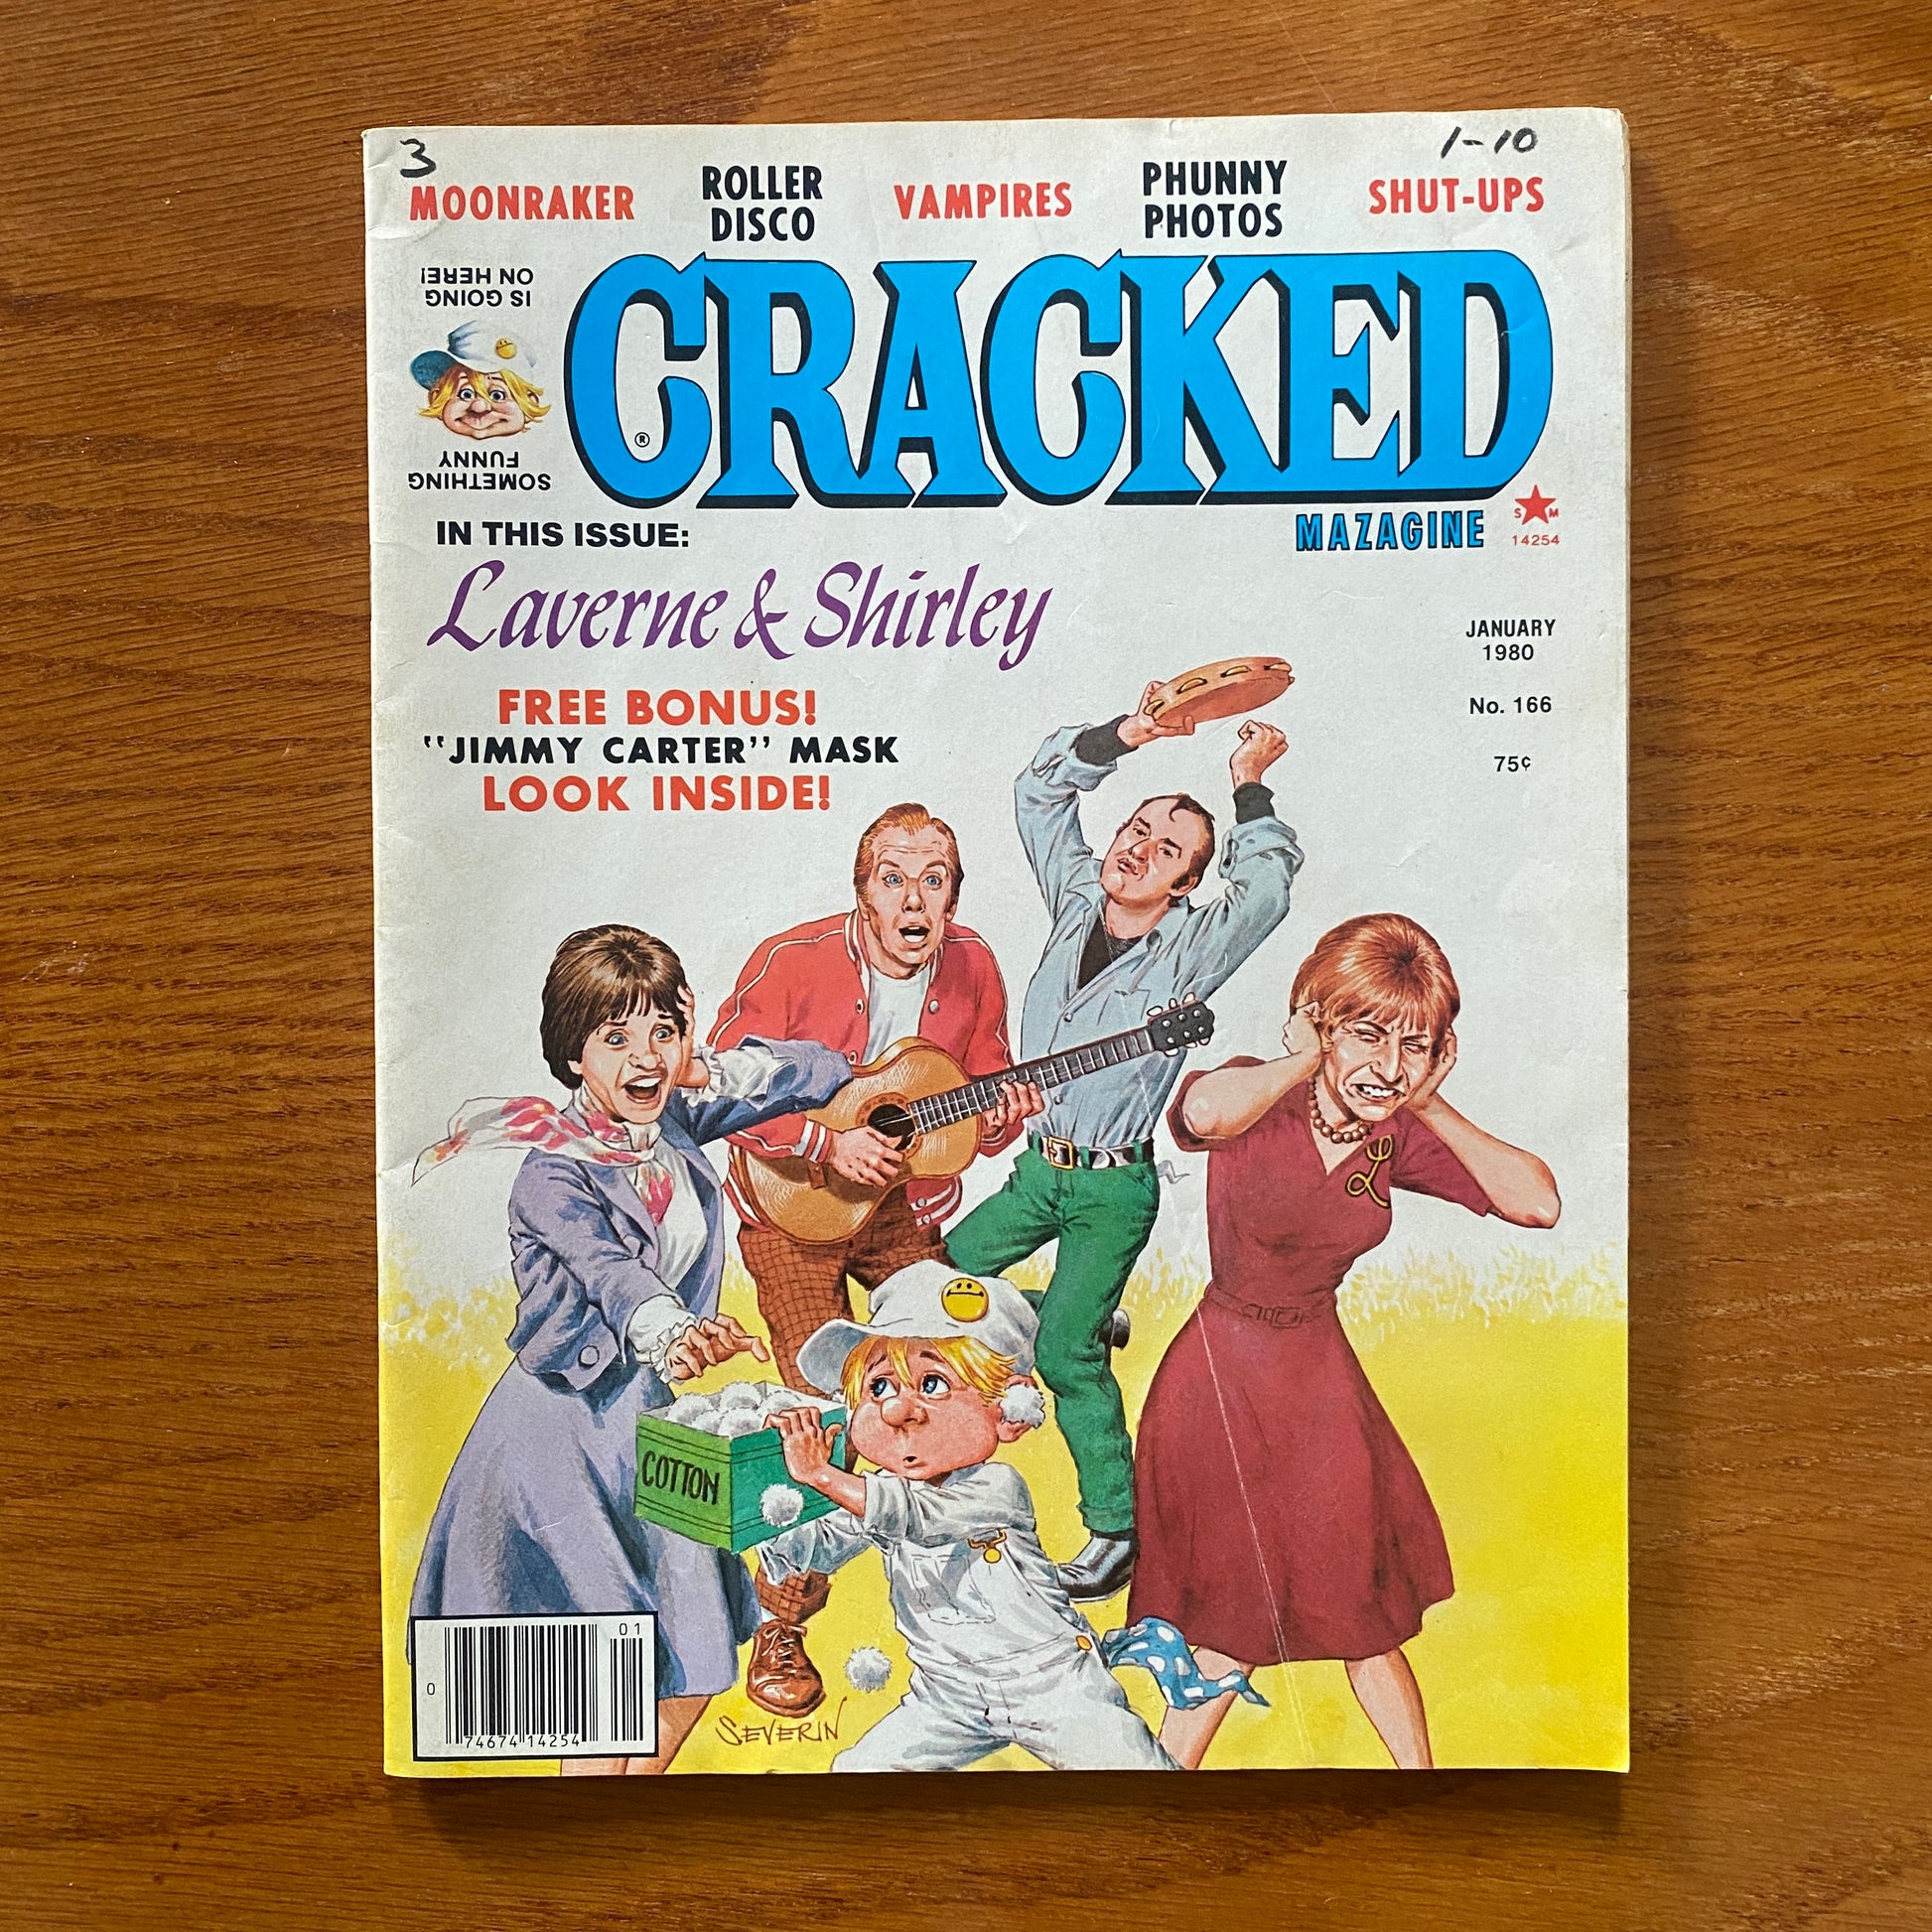 3
1-10
MOONRAKER
ROLLER
DISCO
VAMPIRES
PHUNNY
PHOTOS
SHUT-UPS
SOMETHING
FUNNY
IS GOING
ON HERE!
CRACKED
®
MAZAGINE
S M
14254
IN THIS ISSUE:
Laverne & Shirley
FREE BONUS!
"JIMMY CARTER" MASK
LOOK INSIDE!
JANUARY
1980
No. 166
75¢
L
COTTON
SEVERIN
01
0
74674 14254